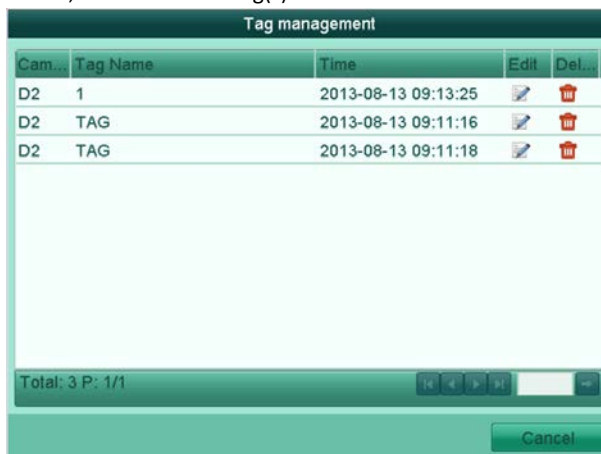 Tag management
Cam... Tag Name Time Edit Del...
D2 1 2013-08-13 09:13:25
D2 TAG 2013-08-13 09:11:16
D2 TAG 2013-08-13 09:11:18
Total: 3 P: 1/1
Cancel